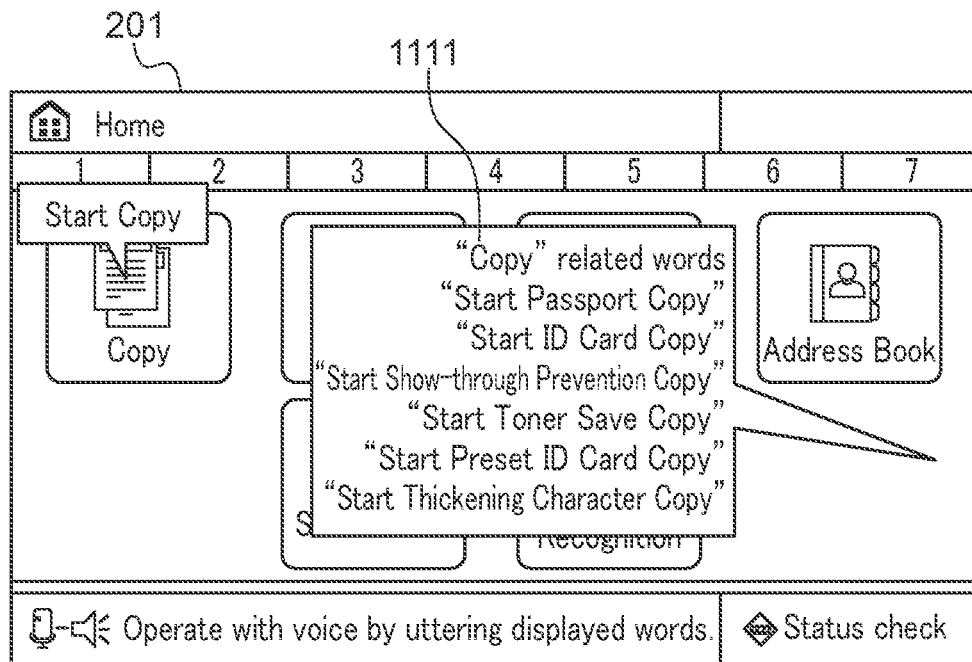 201
1111
Home
1 2 3 4 5 6 7
Start Copy
Copy
“Copy” related words
“Start Passport Copy”
“Start ID Card Copy”
“Start Show-through Prevention Copy”
“Start Toner Save Copy”
“Start Preset ID Card Copy”
“Start Thickening Character Copy”
Address Book
S
Recognition
Operate with voice by uttering displayed words.
Status check